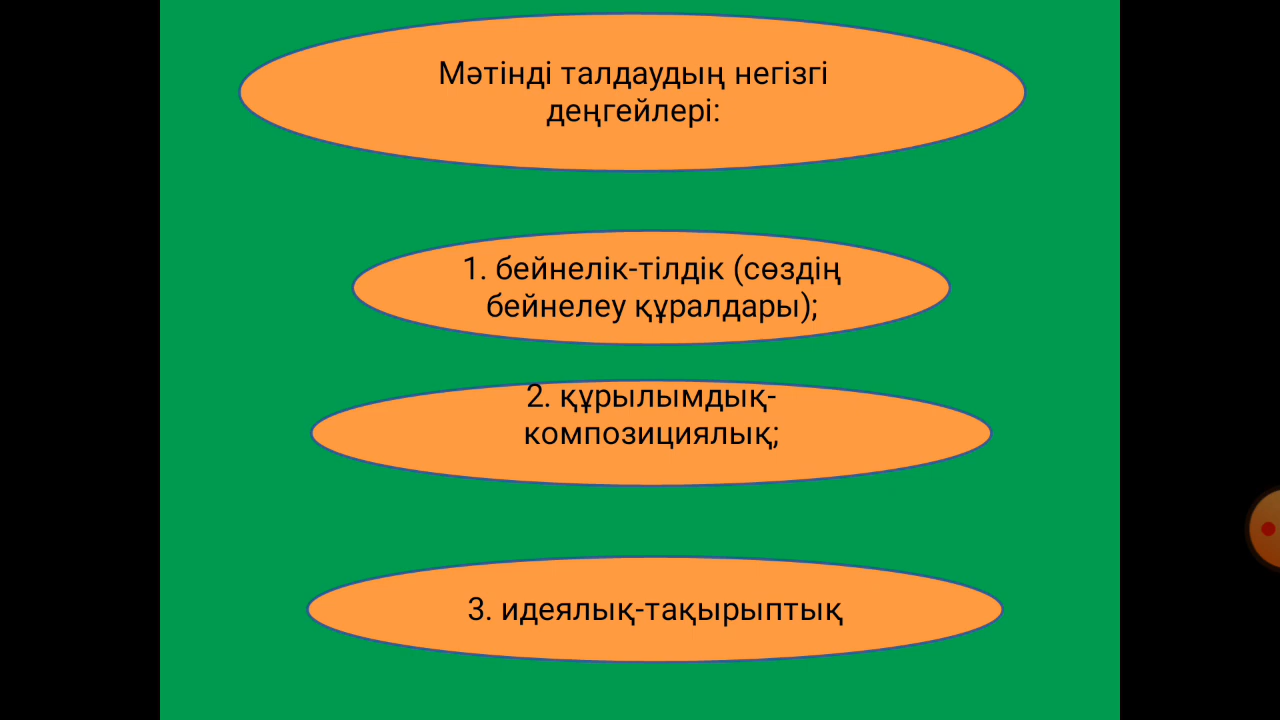 Мәтінді талдаудың негізгі
деңгейлері:
1. бейнелік-тілдік (сөздің
бейнелеу құралдары);
2. құрылымдық-
композициялық;
3. идеялық-тақырыптық